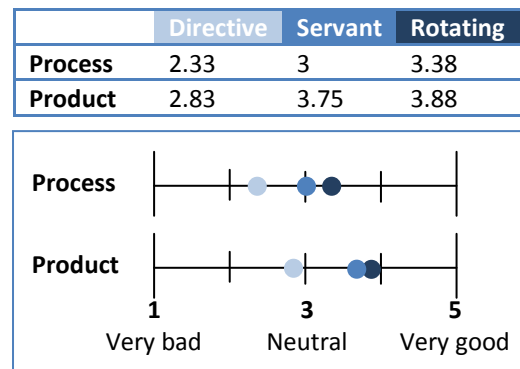 Directive Servant Rotating
Process 2.33 3 3.38
Product 2.83 3.75 3.88
Process
Product
1 3 5
Very bad Neutral Very good